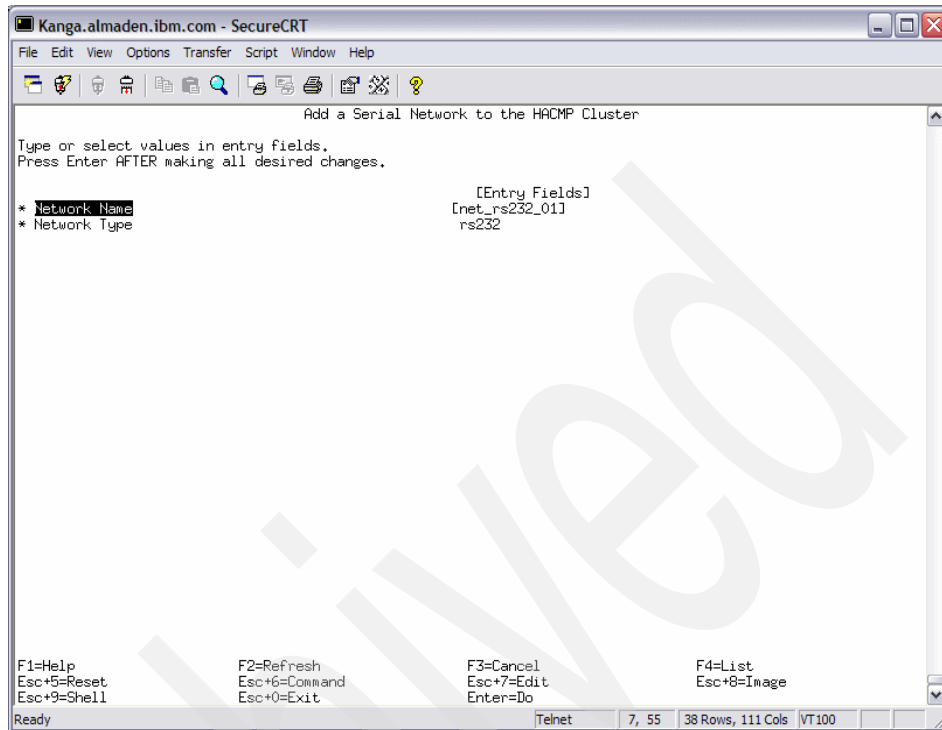 Kanga.almaden.ibm.com - SecureCRT
File Edit View Options Transfer Script Window Help
Add a Serial Network to the HACMP Cluster
Type or select values in entry fields.
Press Enter AFTER making all desired changes.
[Entry Fields]
* Network Name [net_rs232_01]
* Network Type rs232
F1=Help F2=Refresh F3=Cancel F4=List
Esc+5=Reset Esc+6=Command Esc+7=Edit Esc+8=Image
Esc+9=Shell Esc+0=Exit Enter=Do
Ready Telnet 7, 55 38 Rows, 111 Cols VT100